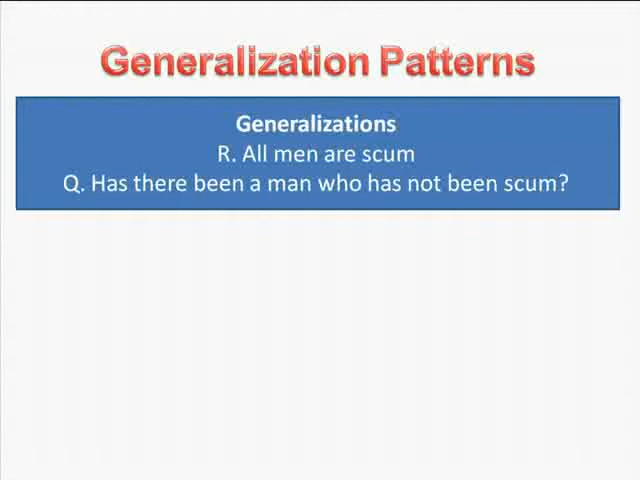 Generalization Patterns
Generalizations
R. All men are scum
Q. Has there been a man who has not been scum?